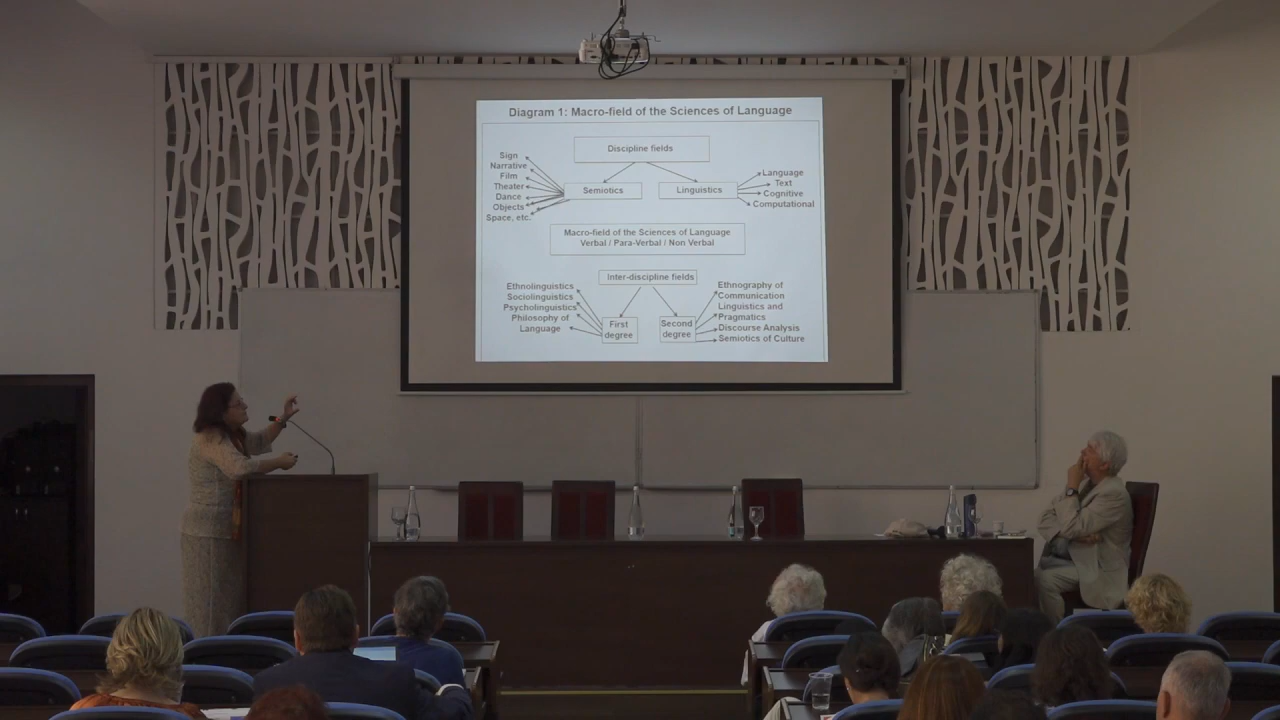 Diagram 1: Macro-field of the Sciences of Language
Discipline fields
Sign
Narrative
Film
Theater
Dance
Objects
Space, etc.
Semiotics
Linguistics
Language
Text
Cognitive
Computational
Macro-field of the Sciences of Language
Verbal / Para-Verbal / Non Verbal
Inter-discipline fields
Ethnolinguistics
Sociolinguistics
Psycholinguistics
Philosophy of
Language
First
degree
Second
degree
Ethnography of
Communication
Linguistics and
Pragmatics
Discourse Analysis
Semiotics of Culture